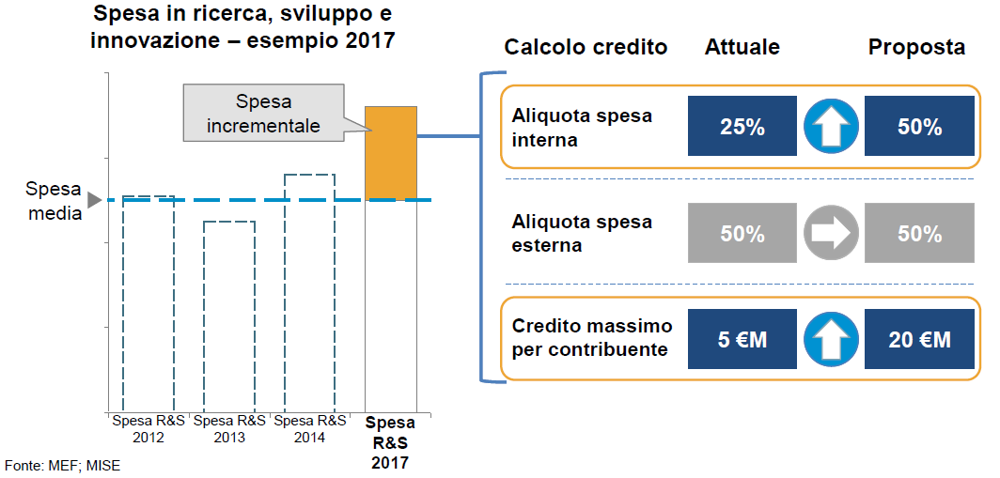 Spesa in ricerca, sviluppo e
innovazione – esempio 2017
Spesa
incrementale
Spesa
media
Spesa R&S
2012
Spesa R&S
2013
Spesa R&S
2014
Spesa
R&S
2017
Fonte: MEF; MISE
Calcolo credito
Attuale
Proposta
Aliquota spesa
interna
25%
50%
Aliquota spesa
esterna
50%
50%
Credito massimo
per contribuente
5 €M
20 €M